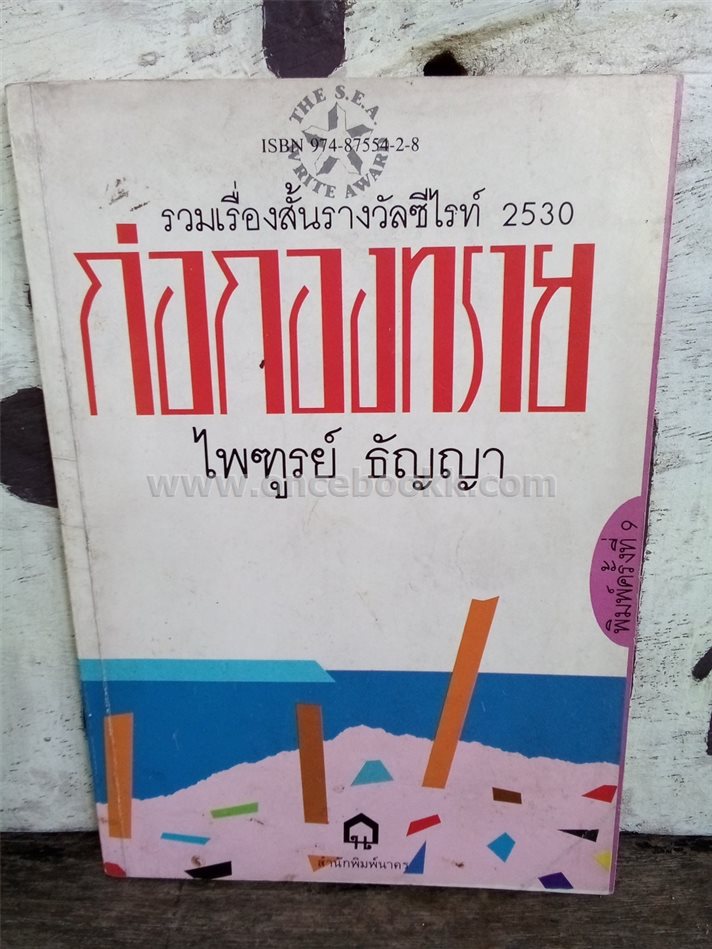 THE S.E.A.
WRITE AWARD
ISBN 974-87554-2-8
รวมเรื่องสั้นรางวัลซีไรท์ 2530
ก่อกองทราย
ไพฑูรย์ ธัญญา
www.oncebookk.com
พิมพ์ครั้งที่ ๑
น
สำนักพิมพ์นาคร